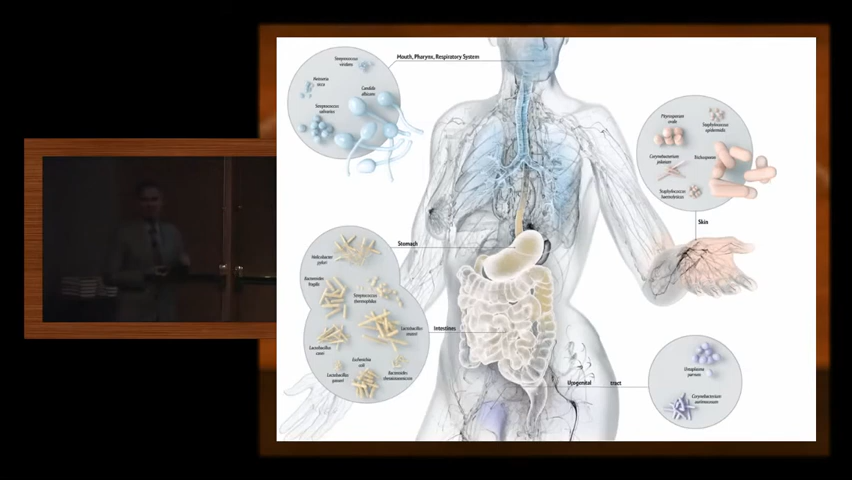 Mouth, Pharynx, Respiratory System
Streptococcus
viridans
Neisseria
sicca
Candida
albicans
Streptococcus
salivarius
Pityrosporum
ovale
Staphylococcus
epidermidis
Corynebacterium
jeikeium
Trichosporon
Staphylococcus
haemolyticus
Skin
Stomach
Helicobacter
pylori
Bacteroides
fragilis
Streptococcus
thermophilus
Lactobacillus
reuteri
Intestines
Lactobacillus
casei
Escherichia
coli
Lactobacillus
gasseri
Bacteroides
thetaiotaomicron
Urogenital tract
Ureaplasma
parvum
Corynebacterium
aurimucosum